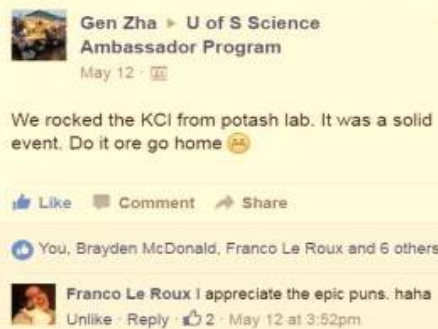 Gen Zha ▸ U of S Science
Ambassador Program
May 12 ·
We rocked the KCl from potash lab. It was a solid
event. Do it ore go home
Like Comment Share
You, Brayden McDonald, Franco Le Roux and 6 others
Franco Le Roux I appreciate the epic puns. haha
Unlike · Reply · 2 · May 12 at 3:52pm